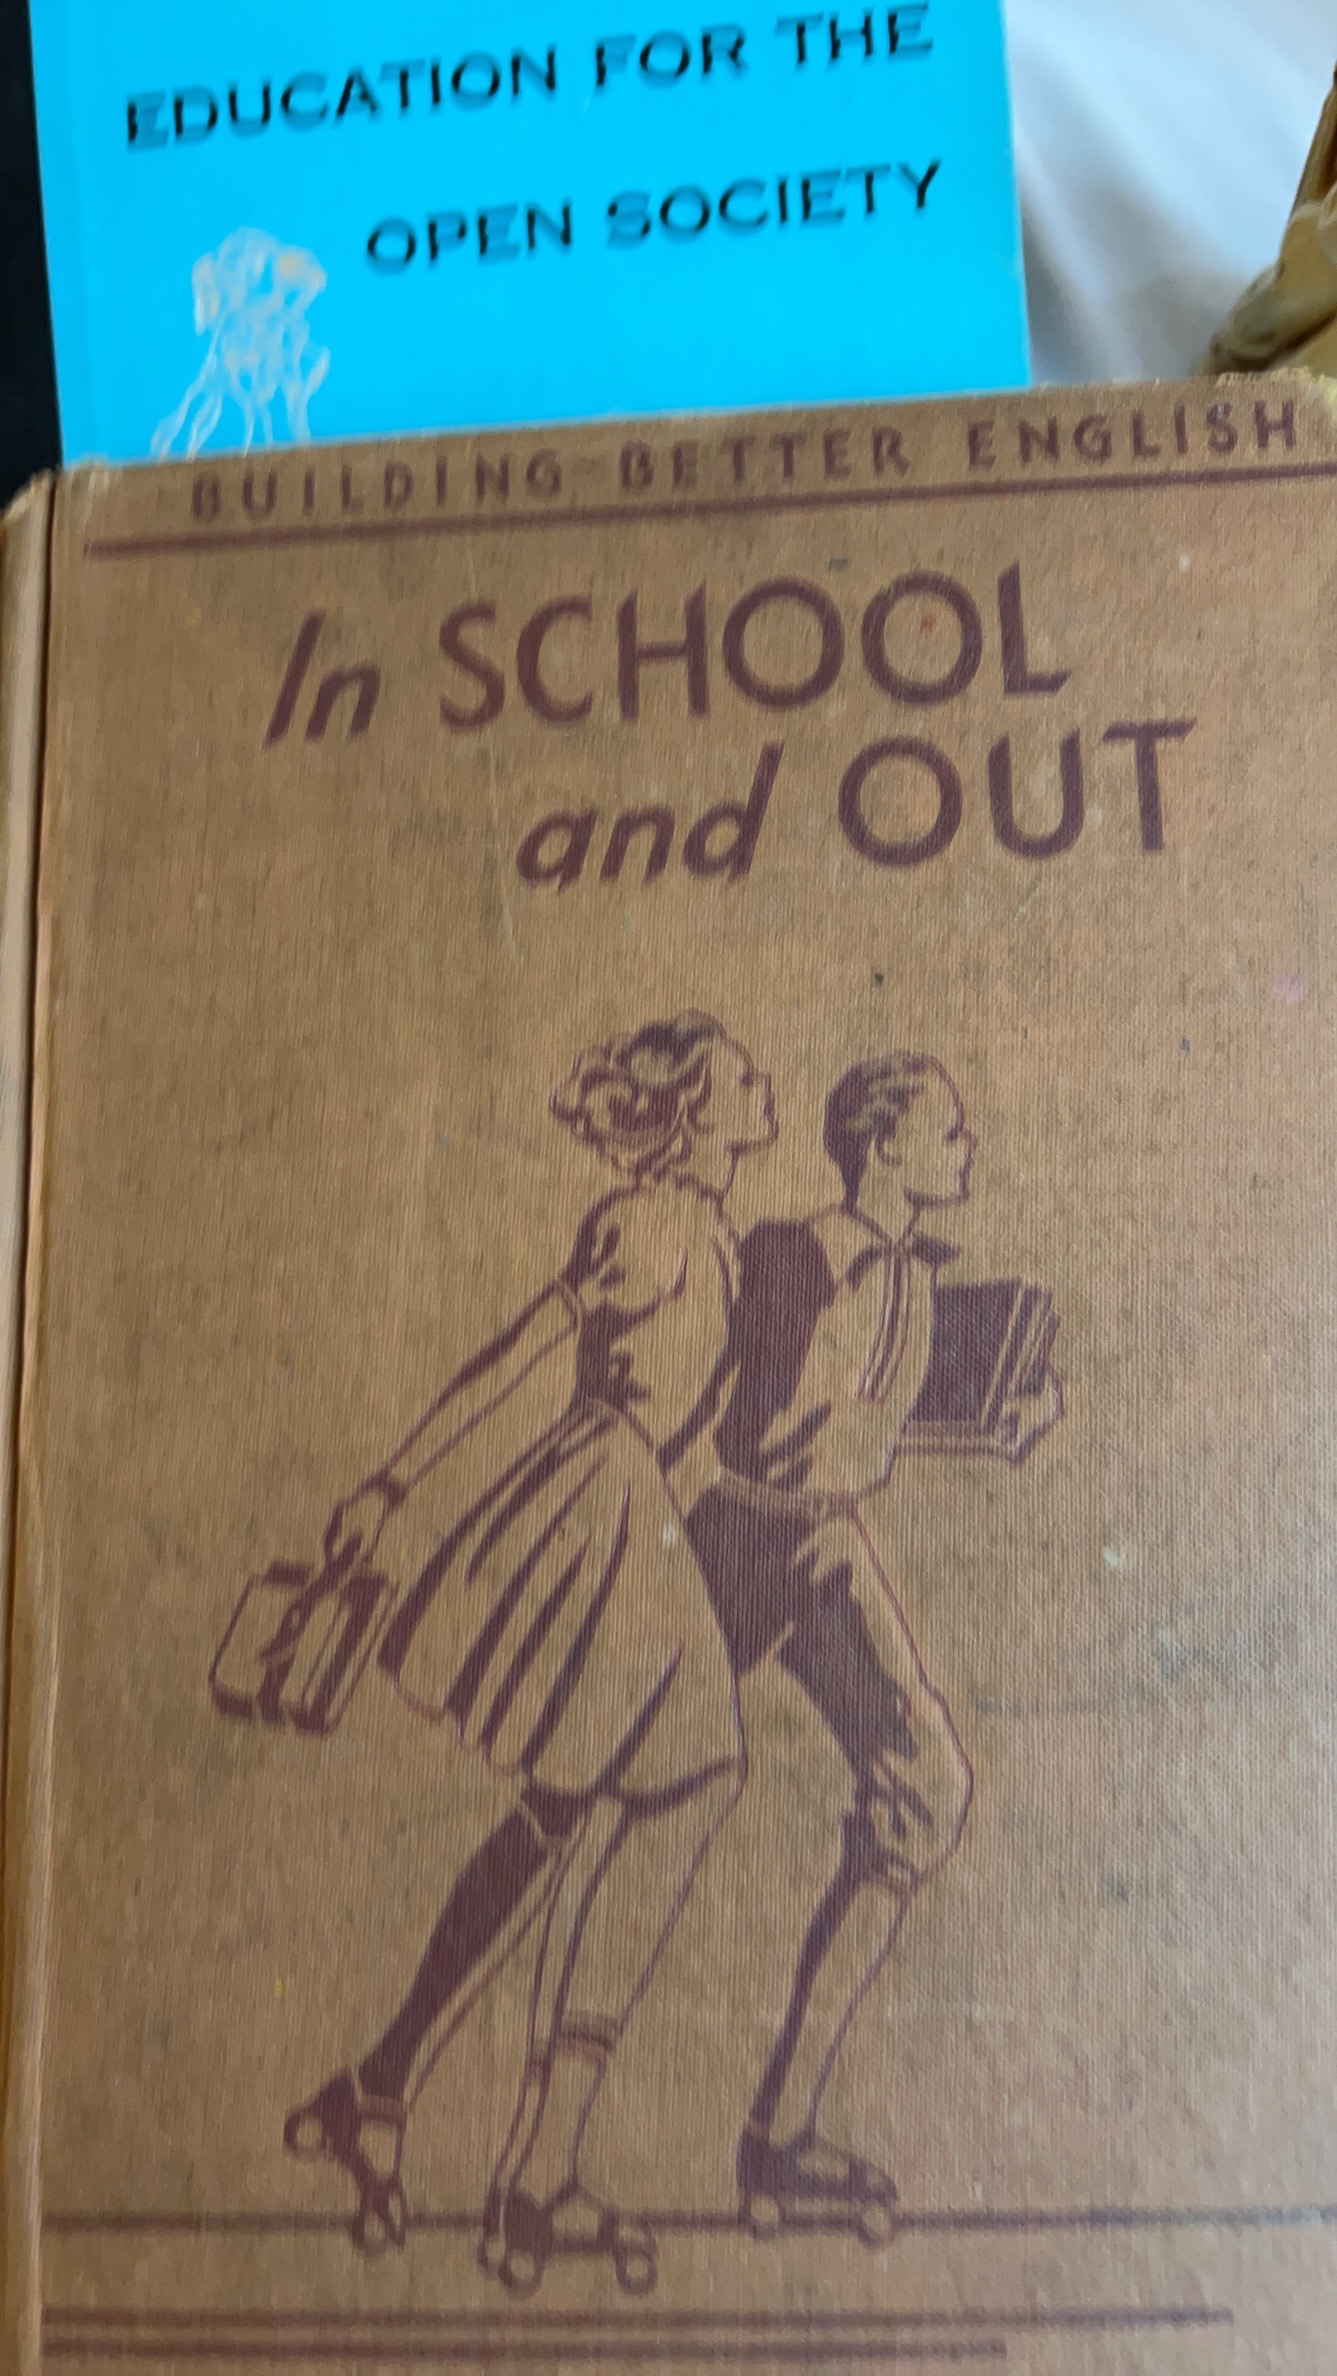 EDUCATION FOR THE
OPEN SOCIETY
BUILDING BETTER ENGLISH
In SCHOOL
and OUT